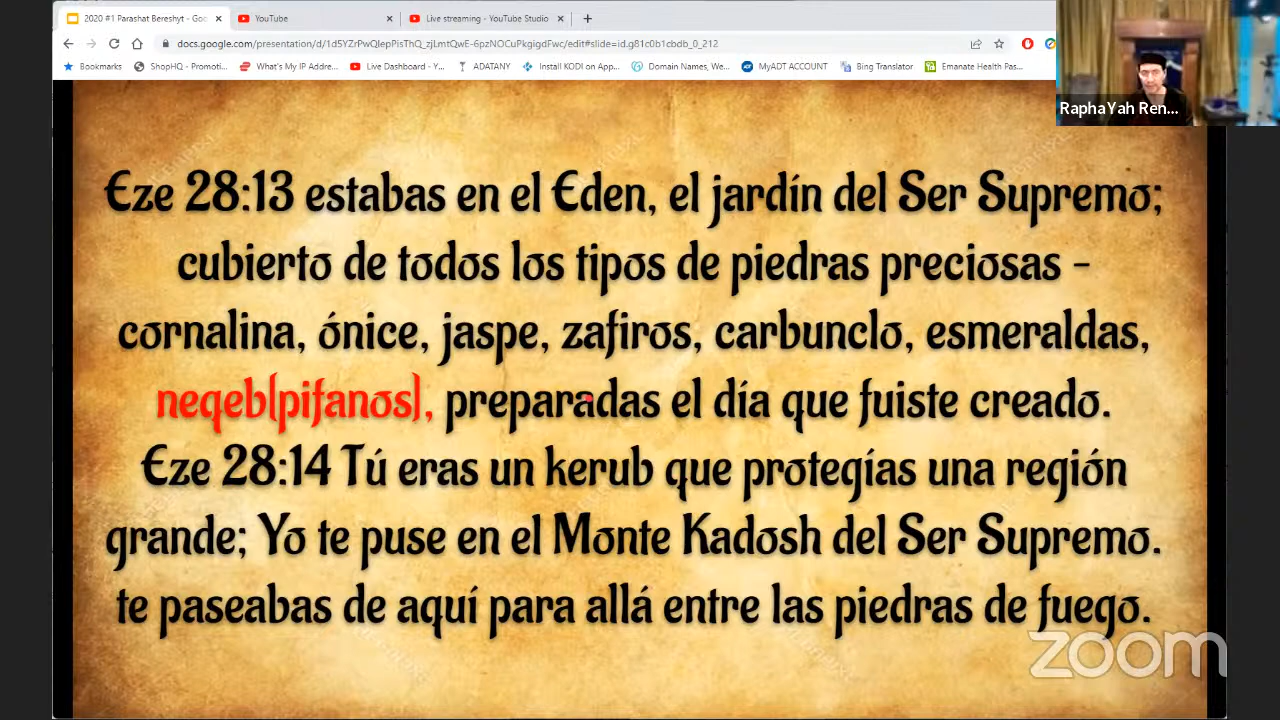 2020 #1 Parashat Bereshyt - Goo
YouTube
Live streaming - YouTube Studio
docs.google.com/presentation/d/1d5YZrPwQlepPisThQ_zjLmtQwE-6pzNOCuPkgigdFwc/edit#slide=id.g81c0b1cbdb_0_212
Bookmarks
ShopHQ - Promoti...
What's My IP Addre...
Live Dashboard - Y...
ADATANY
Install KODI on App...
Domain Names, We...
MyADT ACCOUNT
Bing Translator
Emanate Health Pas...
RaphaYah Ren...
Eze 28:13 estabas en el Eden, el jardín del Ser Supremo;
cubierto de todos los tipos de piedras preciosas -
cornalina, ónice, jaspe, zafiros, carbunclo, esmeraldas,
neqeb(pifanos), preparadas el día que fuiste creado.
Eze 28:14 Tú eras un kerub que protegías una región
grande; Yo te puse en el Monte Kadosh del Ser Supremo.
te paseabas de aquí para allá entre las piedras de fuego.
zoom